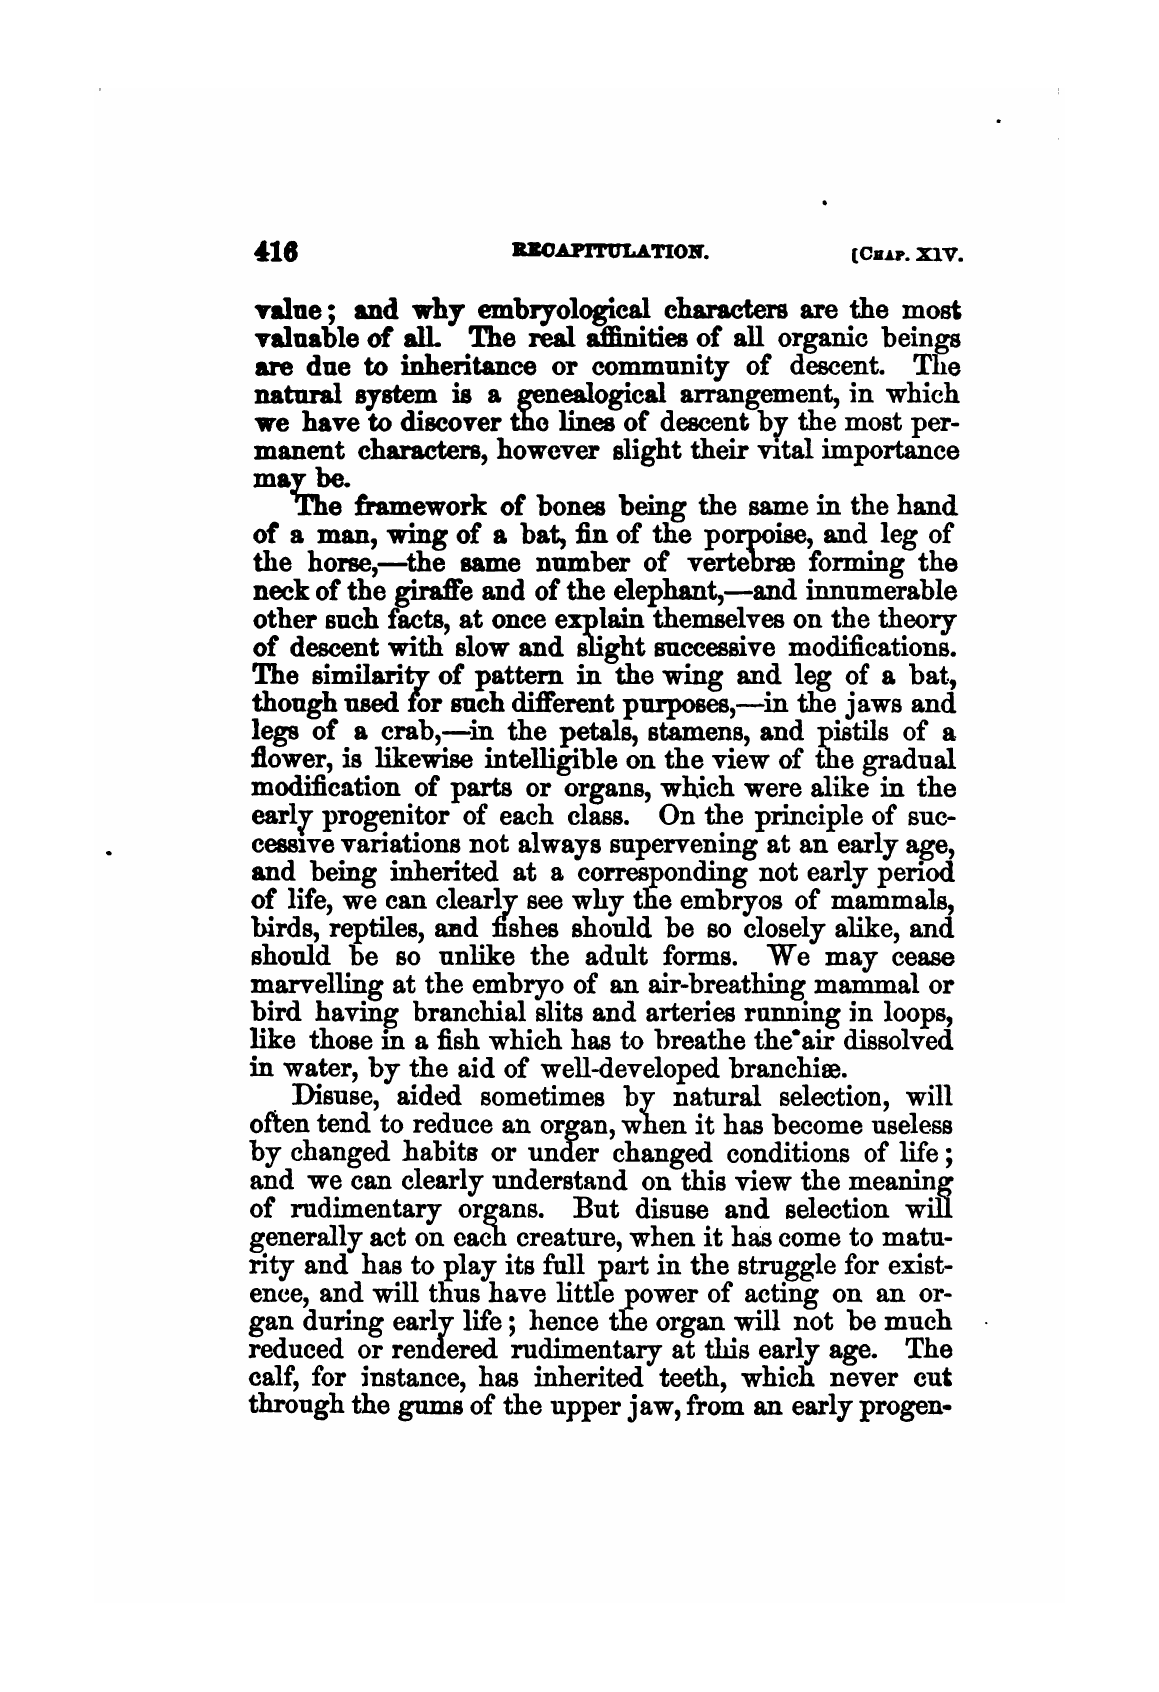 416 RECAPITULATION. [CHAP. XIV.
value; and why embryological characters are the most
valuable of all. The real affinities of all organic beings
are due to inheritance or community of descent. The
natural system is a genealogical arrangement, in which
we have to discover the lines of descent by the most per-
manent characters, however slight their vital importance
may be.
The framework of bones being the same in the hand
of a man, wing of a bat, fin of the porpoise, and leg of
the horse,—the same number of vertebræ forming the
neck of the giraffe and of the elephant,—and innumerable
other such facts, at once explain themselves on the theory
of descent with slow and slight successive modifications.
The similarity of pattern in the wing and leg of a bat,
though used for such different purposes,—in the jaws and
legs of a crab,—in the petals, stamens, and pistils of a
flower, is likewise intelligible on the view of the gradual
modification of parts or organs, which were alike in the
early progenitor of each class. On the principle of suc-
cessive variations not always supervening at an early age,
and being inherited at a corresponding not early period
of life, we can clearly see why the embryos of mammals,
birds, reptiles, and fishes should be so closely alike, and
should be so unlike the adult forms. We may cease
marvelling at the embryo of an air-breathing mammal or
bird having branchial slits and arteries running in loops,
like those in a fish which has to breathe the air dissolved
in water, by the aid of well-developed branchiæ.
Disuse, aided sometimes by natural selection, will
often tend to reduce an organ, when it has become useless
by changed habits or under changed conditions of life;
and we can clearly understand on this view the meaning
of rudimentary organs. But disuse and selection will
generally act on each creature, when it has come to matu-
rity and has to play its full part in the struggle for exist-
ence, and will thus have little power of acting on an or-
gan during early life; hence the organ will not be much
reduced or rendered rudimentary at this early age. The
calf, for instance, has inherited teeth, which never cut
through the gums of the upper jaw, from an early progen-